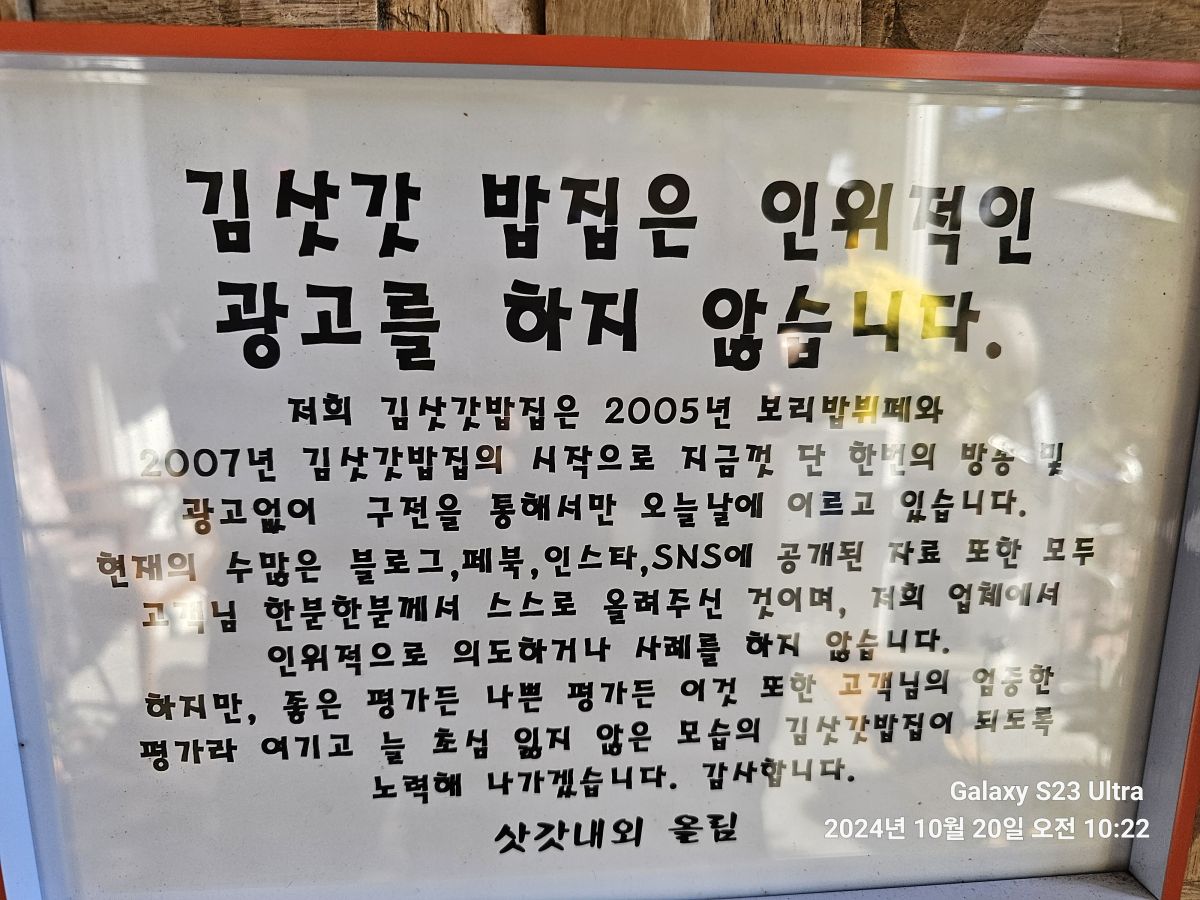 김삿갓 밥집은 인위적인
광고를 하지 않습니다.
저희 김삿갓밥집은 2005년 보리밥뷔페와
2007년 김삿갓밥집의 시작으로 지금껏 단 한번의 방송 및
광고없이 구전을 통해서만 오늘날에 이르고 있습니다.
현재의 수많은 블로그,페북,인스타,SNS에 공개된 자료 또한 모두
고객님 한분한분께서 스스로 올려주신 것이며, 저희 업체에서
인위적으로 의도하거나 사례를 하지 않습니다.
하지만, 좋은 평가든 나쁜 평가든 이것 또한 고객님의 엄중한
평가라 여기고 늘 초심 잃지 않은 모습의 김삿갓밥집이 되도록
노력해 나가겠습니다. 감사합니다.
삿갓내외 올림
Galaxy S23 Ultra
2024년 10월 20일 오전 10:22